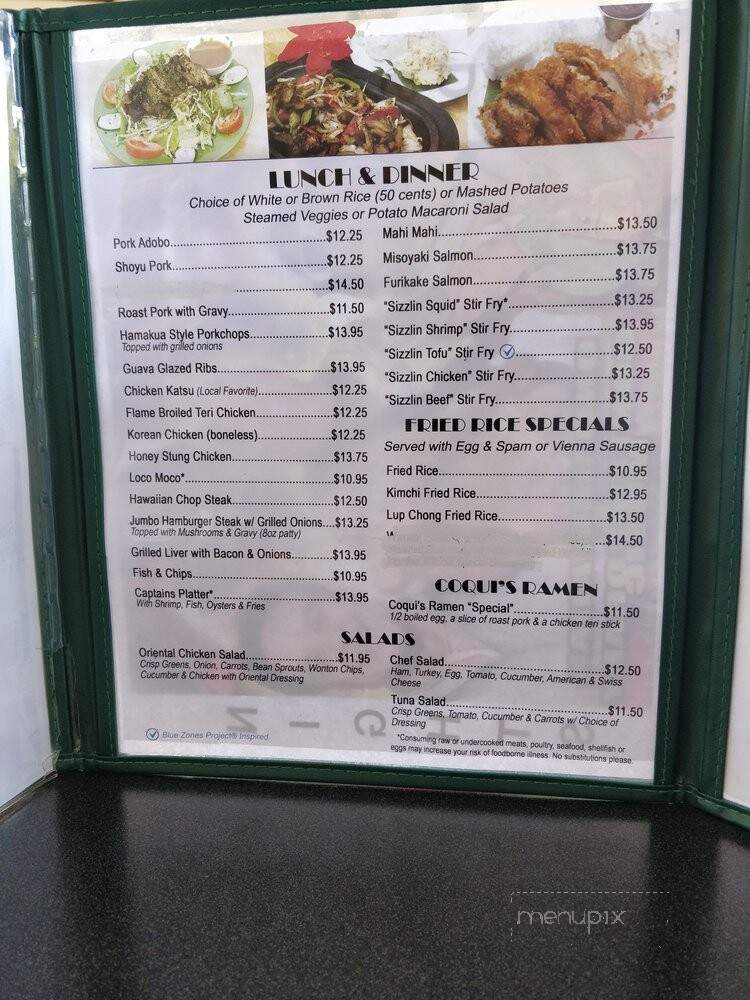 LUNCH & DINNER
Choice of White or Brown Rice (50 cents) or Mashed Potatoes
Steamed Veggies or Potato Macaroni Salad
Pork Adobo..............................................$12.25
Shoyu Pork..............................................$12.25
..........................$14.50
Roast Pork with Gravy..............................$11.50
Hamakua Style Porkchops.......................$13.95
Topped with grilled onions
Guava Glazed Ribs..................................$13.95
Chicken Katsu (Local Favorite).....................$12.25
Flame Broiled Teri Chicken......................$12.25
Korean Chicken (boneless)......................$12.25
Honey Stung Chicken..............................$13.75
Loco Moco*............................................$10.95
Hawaiian Chop Steak..............................$12.50
Jumbo Hamburger Steak w/ Grilled Onions....$13.25
Topped with Mushrooms & Gravy (8oz patty)
Grilled Liver with Bacon & Onions............$13.95
Fish & Chips...........................................$10.95
Captains Platter*.....................................$13.95
With Shrimp, Fish, Oysters & Fries
Mahi Mahi....................................................$13.50
Misoyaki Salmon..........................................$13.75
Furikake Salmon..........................................$13.75
“Sizzlin Squid” Stir Fry*................................$13.25
“Sizzlin Shrimp” Stir Fry...............................$13.95
“Sizzlin Tofu” Stir Fry.............................$12.50
“Sizzlin Chicken” Stir Fry.............................$13.25
“Sizzlin Beef” Stir Fry..................................$13.75
FRIED RICE SPECIALS
Served with Egg & Spam or Vienna Sausage
Fried Rice..................................................$10.95
Kimchi Fried Rice.......................................$12.95
Lup Chong Fried Rice.................................$13.50
...$14.50
COQUI'S RAMEN
Coqui's Ramen “Special”...........................$11.50
1/2 boiled egg, a slice of roast pork & a chicken teri stick
SALADS
Oriental Chicken Salad...........................$11.95
Crisp Greens, Onion, Carrots, Bean Sprouts, Wonton Chips,
Cucumber & Chicken with Oriental Dressing
Chef Salad................................................$12.50
Ham, Turkey, Egg, Tomato, Cucumber, American & Swiss
Cheese
Tuna Salad................................................$11.50
Crisp Greens, Tomato, Cucumber & Carrots w/ Choice of
Dressing
Blue Zones Project® Inspired
*Consuming raw or undercooked meats, poultry, seafood, shellfish or
eggs may increase your risk of foodborne illness. No substitutions please.
menupix